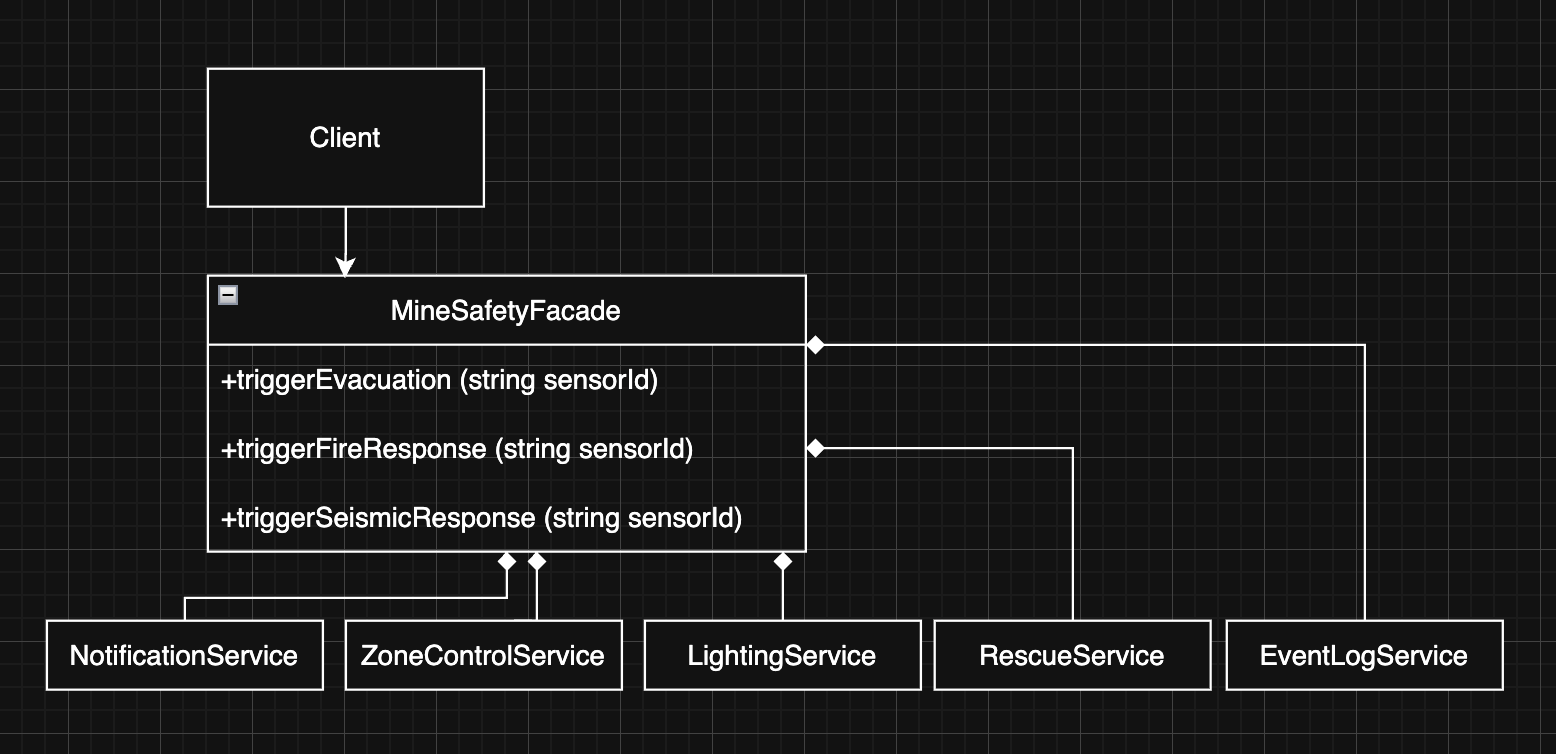 Client
MineSafetyFacade
+triggerEvacuation (string sensorId)
+triggerFireResponse (string sensorId)
+triggerSeismicResponse (string sensorId)
NotificationService
ZoneControlService
LightingService
RescueService
EventLogService